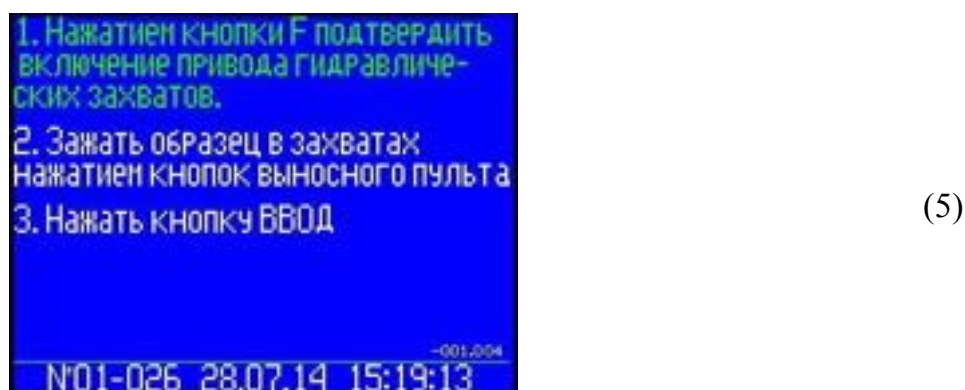 1. Нажатием кнопки F подтвердить
включение привода гидравличе-
ских захватов.
2. Зажать образец в захватах
нажатием кнопок выносного пульта
3. Нажать кнопку ВВОД
(5)
-001.004
N'01-026 28.07.14 15:19:13